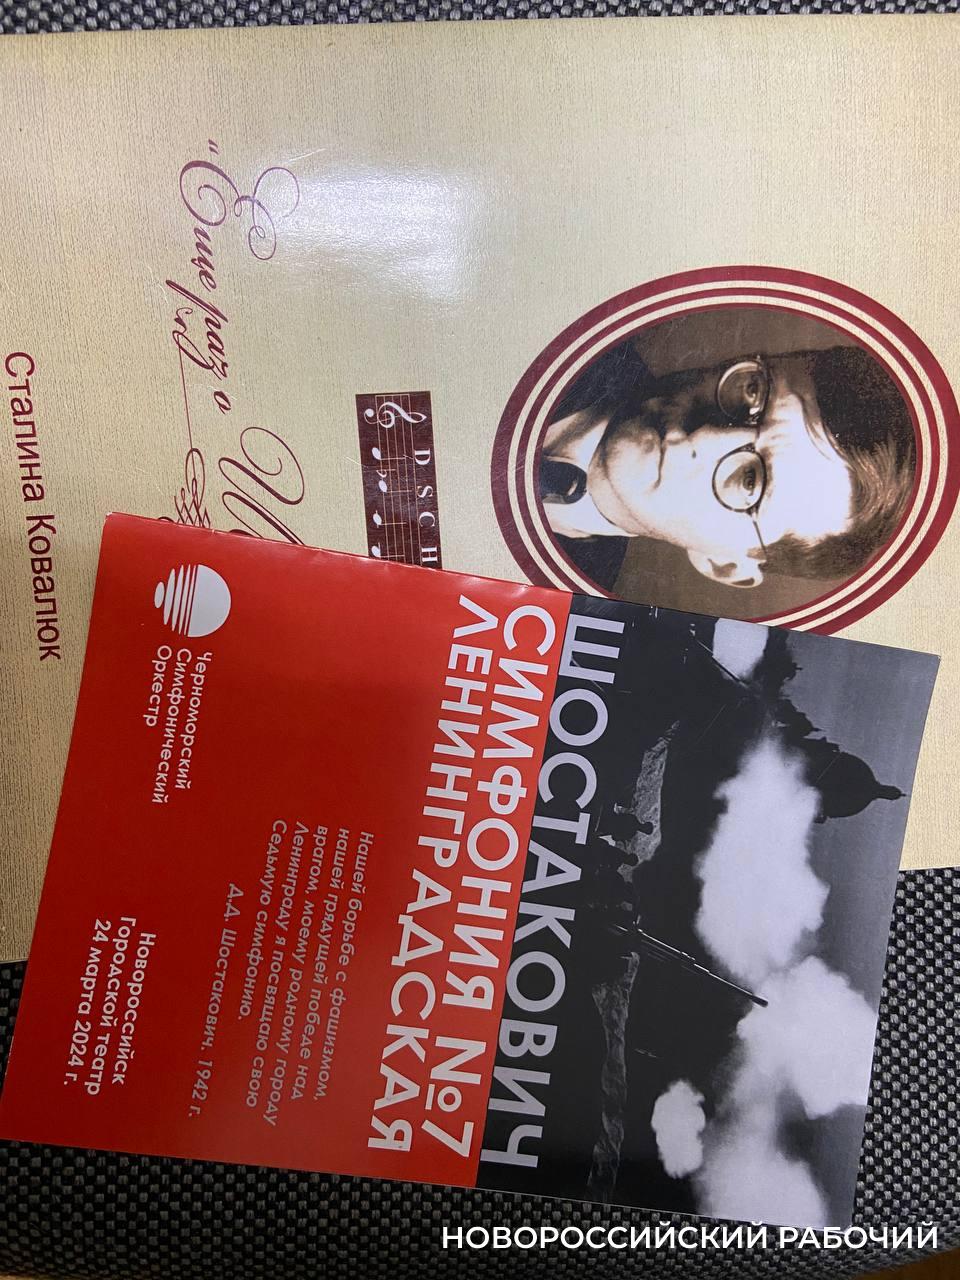 Сталина Ковалюк
"Еще раз о
D S C H
ШОСТАКОВИЧ
СИМФОНИЯ №7
ЛЕНИНГРАДСКАЯ
Нашей борьбе с фашизмом,
нашей грядущей победе над
врагом, моему родному городу
Ленинграду я посвящаю свою
Седьмую симфонию.
Д.Д. Шостакович, 1942 г.
Черноморский
Симфонический
Оркестр
Новороссийск
Городской театр
24 марта 2024 г.
НОВОРОССИЙСКИЙ РАБОЧИЙ